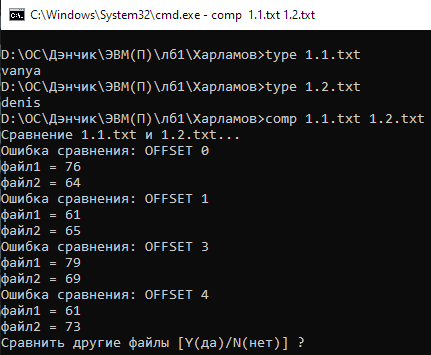 C:\Windows\System32\cmd.exe - comp 1.1.txt 1.2.txt
D:\ОС\Дэнчик\ЭВМ(П)\лб1\Харламов>type 1.1.txt
vanya
D:\ОС\Дэнчик\ЭВМ(П)\лб1\Харламов>type 1.2.txt
denis
D:\ОС\Дэнчик\ЭВМ(П)\лб1\Харламов>comp 1.1.txt 1.2.txt
Сравнение 1.1.txt и 1.2.txt...
Ошибка сравнения: OFFSET 0
файл1 = 76
файл2 = 64
Ошибка сравнения: OFFSET 1
файл1 = 61
файл2 = 65
Ошибка сравнения: OFFSET 3
файл1 = 79
файл2 = 69
Ошибка сравнения: OFFSET 4
файл1 = 61
файл2 = 73
Сравнить другие файлы [Y(да)/N(нет)] ?